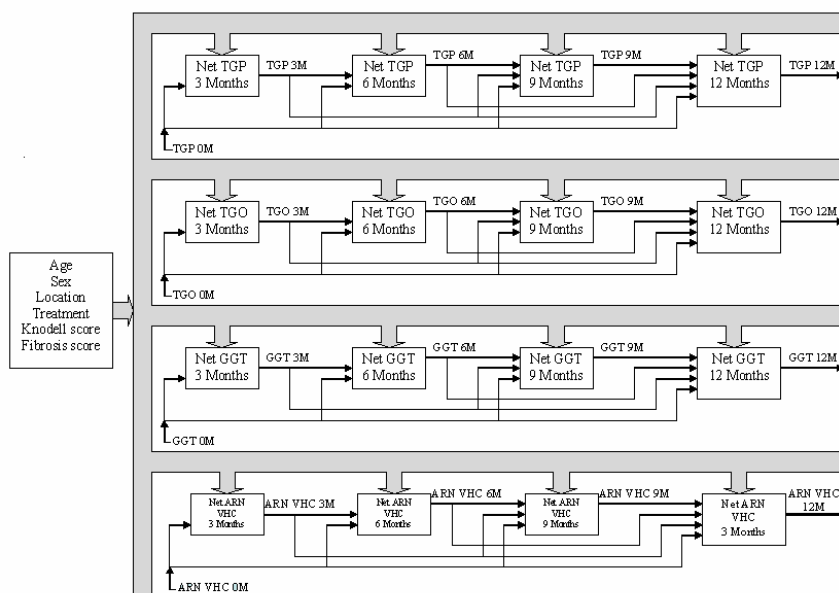 Net TGP
3 Months
TGP 3M
Net TGP
6 Months
TGP 6M
Net TGP
9 Months
TGP 9M
Net TGP
12 Months
TGP 12M
TGP 0M
Net TGO
3 Months
TGO 3M
Net TGO
6 Months
TGO 6M
Net TGO
9 Months
TGO 9M
Net TGO
12 Months
TGO 12M
TGO 0M
Age
Sex
Location
Treatment
Knodell score
Fibrosis score
Net GGT
3 Months
GGT 3M
Net GGT
6 Months
GGT 6M
Net GGT
9 Months
GGT 9M
Net GGT
12 Months
GGT 12M
GGT 0M
Net ARN
VHC
3 Months
ARN VHC 3M
Net ARN
VHC
6 Months
ARN VHC 6M
Net ARN
VHC
9 Months
ARN VHC 9M
Net ARN
VHC
3 Months
ARN VHC
12M
ARN VHC 0M